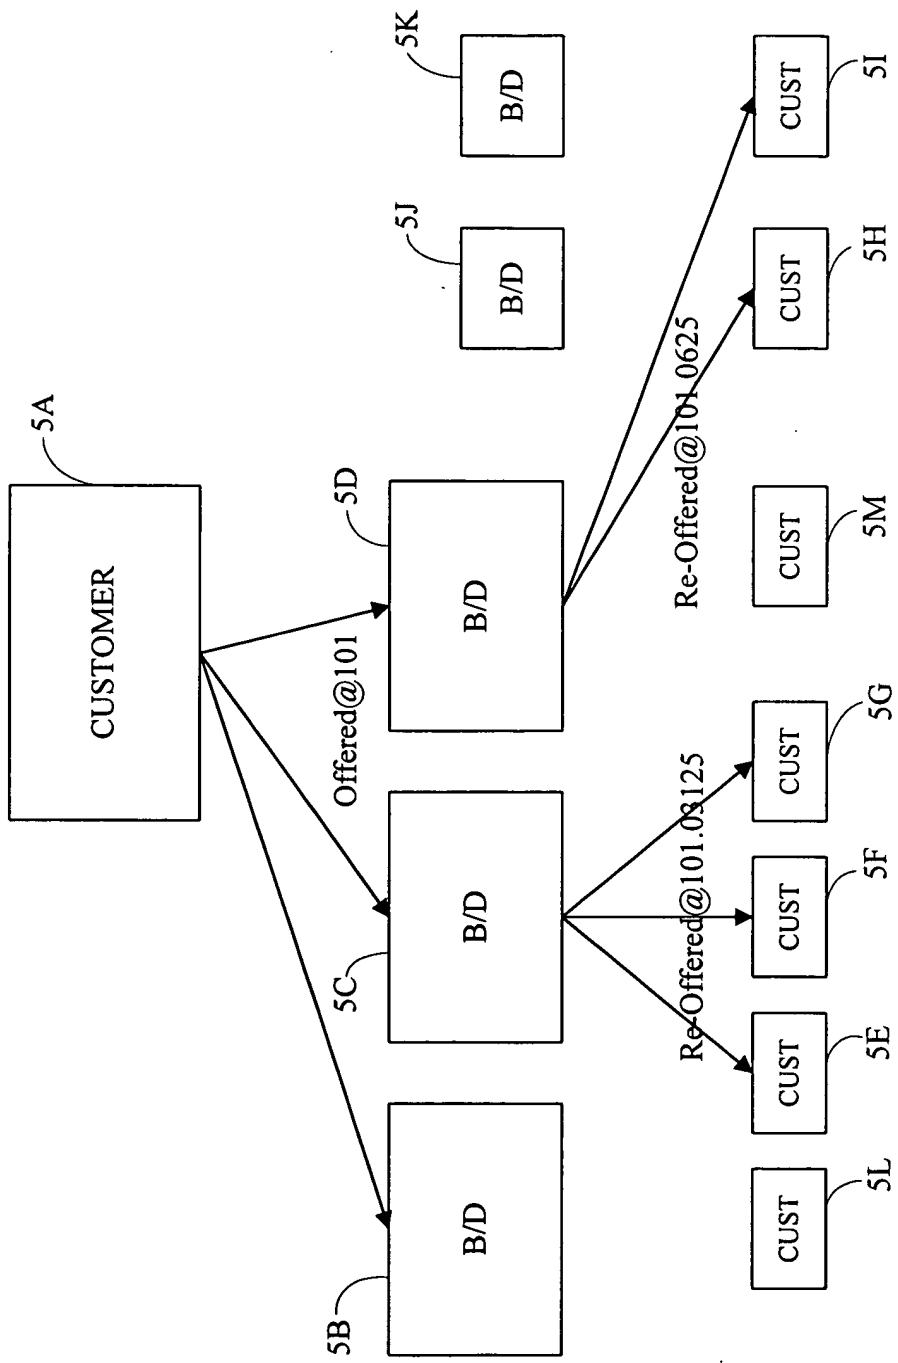 5A
CUSTOMER
Offered@101
5B
B/D
5C
B/D
5D
B/D
5J
B/D
5K
B/D
Re-Offered@101.03125
Re-Offered@101.0625
CUST
5L
CUST
5E
CUST
5F
CUST
5G
CUST
5M
CUST
5H
CUST
5I